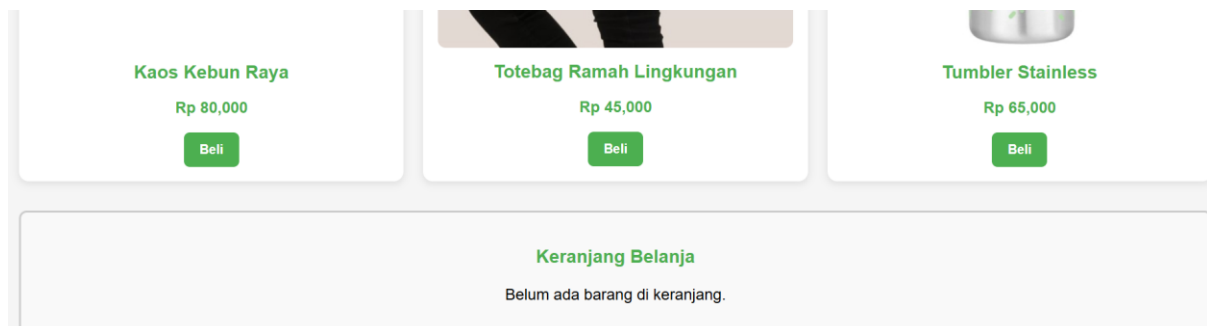 Kaos Kebun Raya
Rp 80,000
Beli
Totebag Ramah Lingkungan
Rp 45,000
Beli
Tumbler Stainless
Rp 65,000
Beli
Keranjang Belanja
Belum ada barang di keranjang.